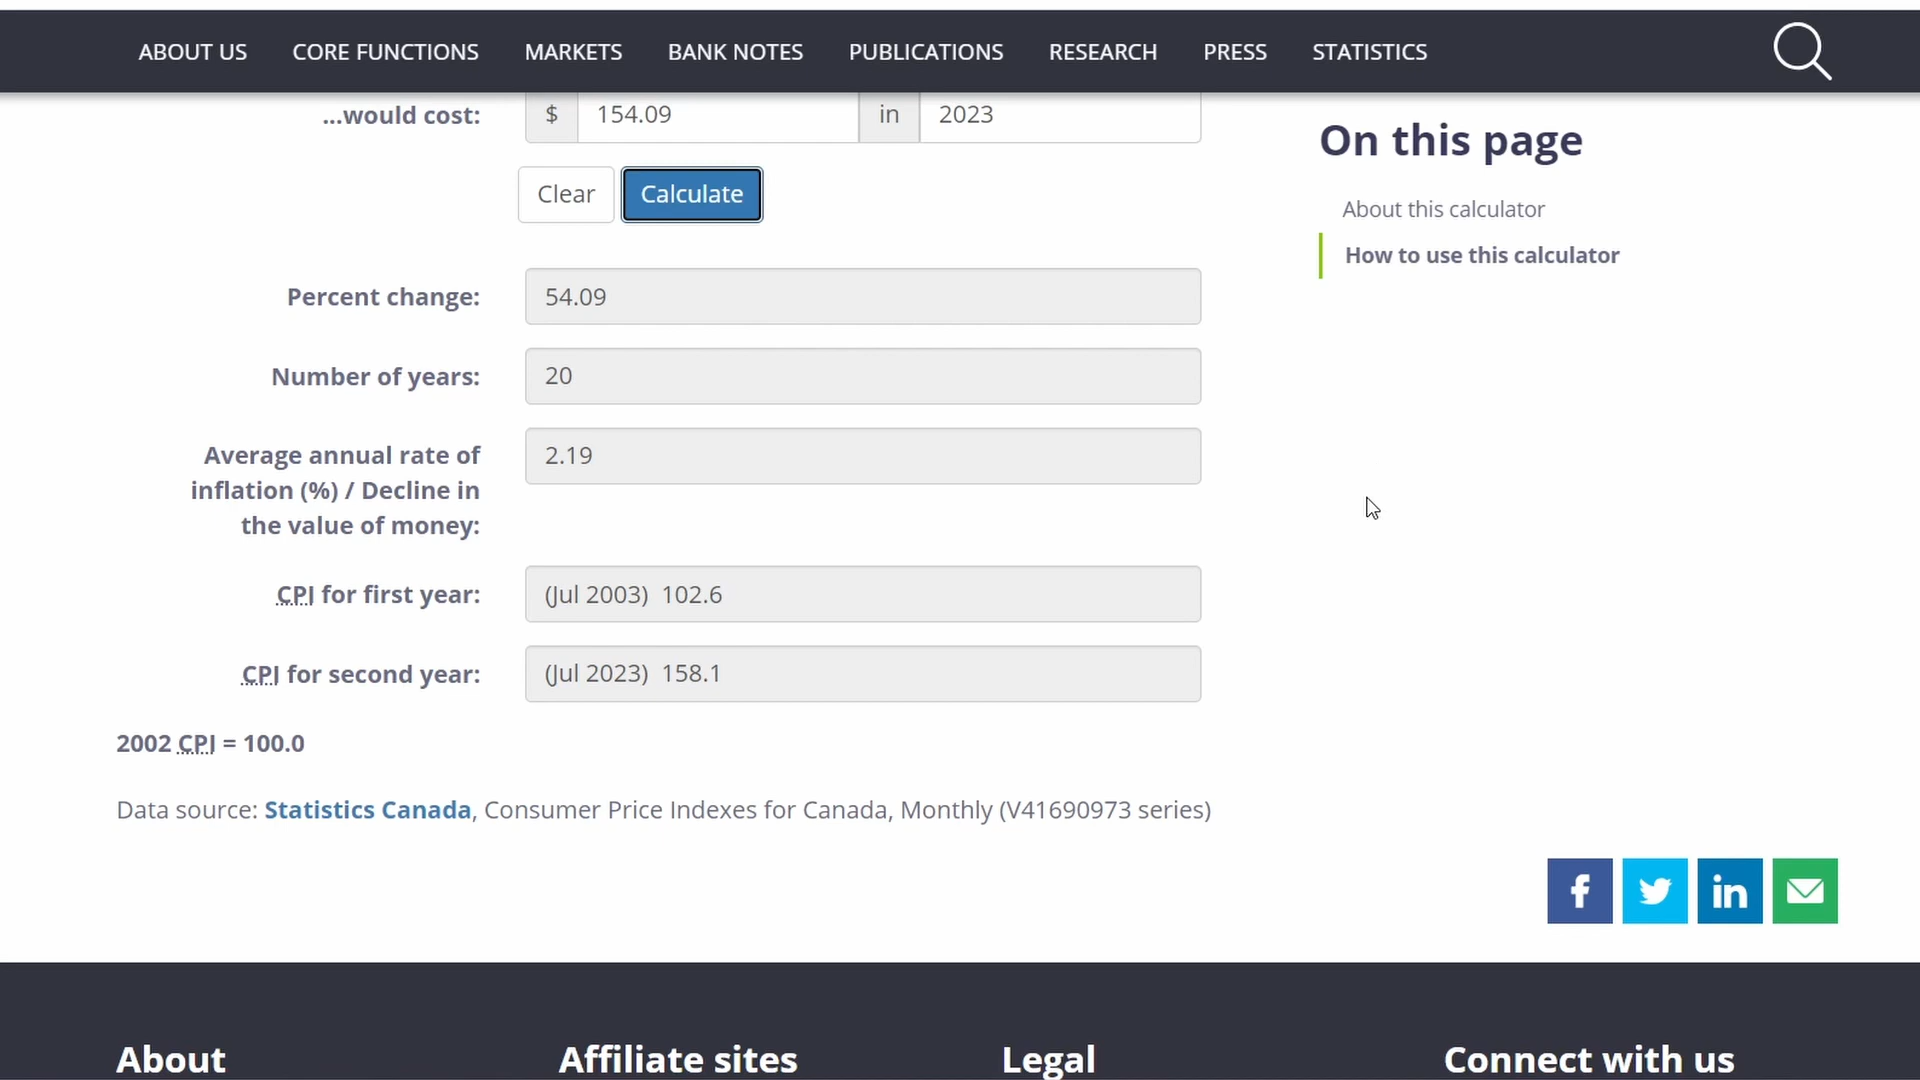 ABOUT US CORE FUNCTIONS MARKETS BANK NOTES PUBLICATIONS RESEARCH PRESS STATISTICS
...would cost: $ 154.09 in 2023
Clear Calculate
Percent change: 54.09
Number of years: 20
Average annual rate of 2.19
inflation (%) / Decline in
the value of money:
CPI for first year: (Jul 2003) 102.6
CPI for second year: (Jul 2023) 158.1
2002 CPI = 100.0
Data source: Statistics Canada, Consumer Price Indexes for Canada, Monthly (V41690973 series)
On this page
About this calculator
How to use this calculator
f in
About Affiliate sites Legal Connect with us